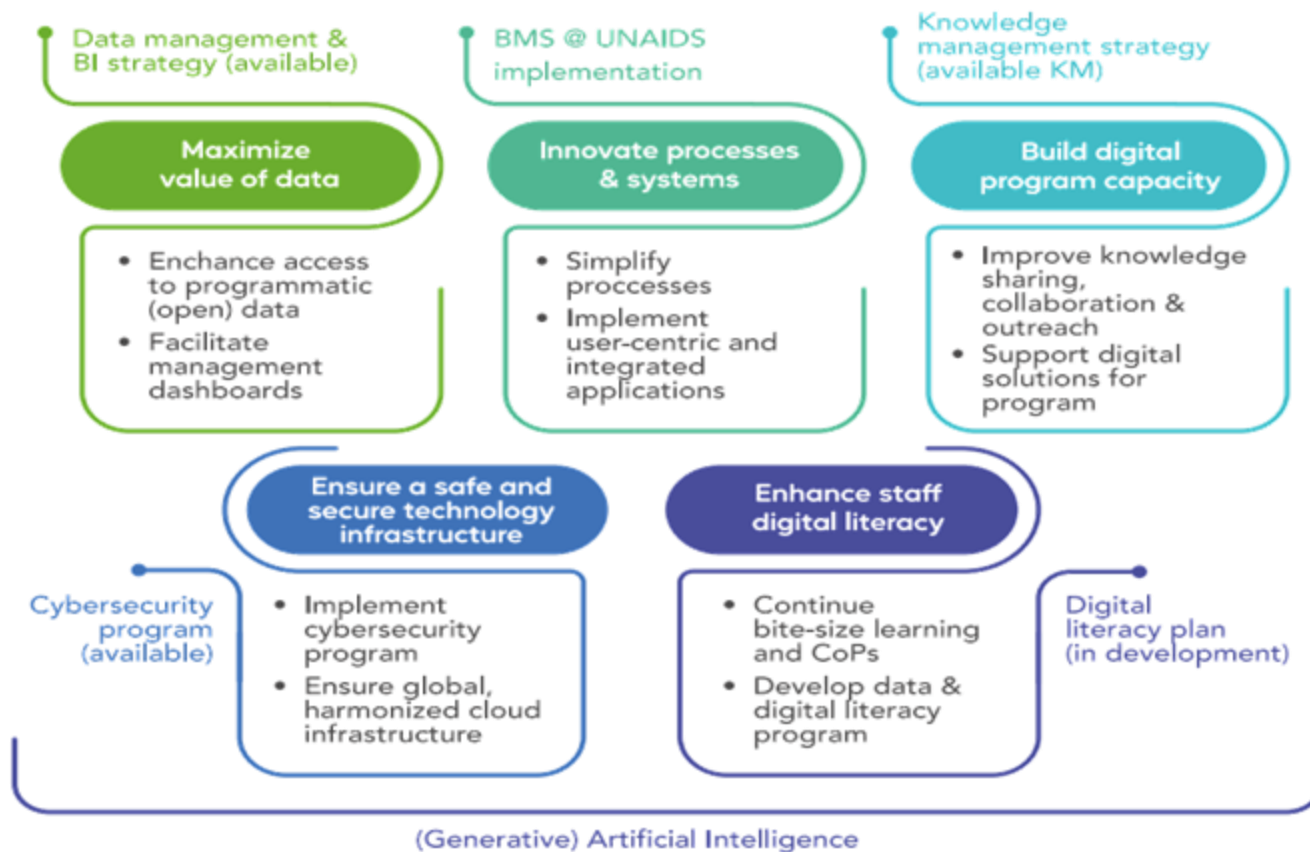 Data management &
BI strategy (available)
Maximize
value of data
• Enchance access
to programmatic
(open) data
• Facilitate
management
dashboards
BMS @ UNAIDS
implementation
Innovate processes
& systems
• Simplify
proccesses
• Implement
user-centric and
integrated
applications
Knowledge
management strategy
(available KM)
Build digital
program capacity
• Improve knowledge
sharing,
collaboration &
outreach
• Support digital
solutions for
program
Ensure a safe and
secure technology
infrastructure
Cybersecurity
program
(available)
• Implement
cybersecurity
program
• Ensure global,
harmonized cloud
infrastructure
Enhance staff
digital literacy
• Continue
bite-size learning
and CoPs
• Develop data &
digital literacy
program
Digital
literacy plan
(in development)
(Generative) Artificial Intelligence